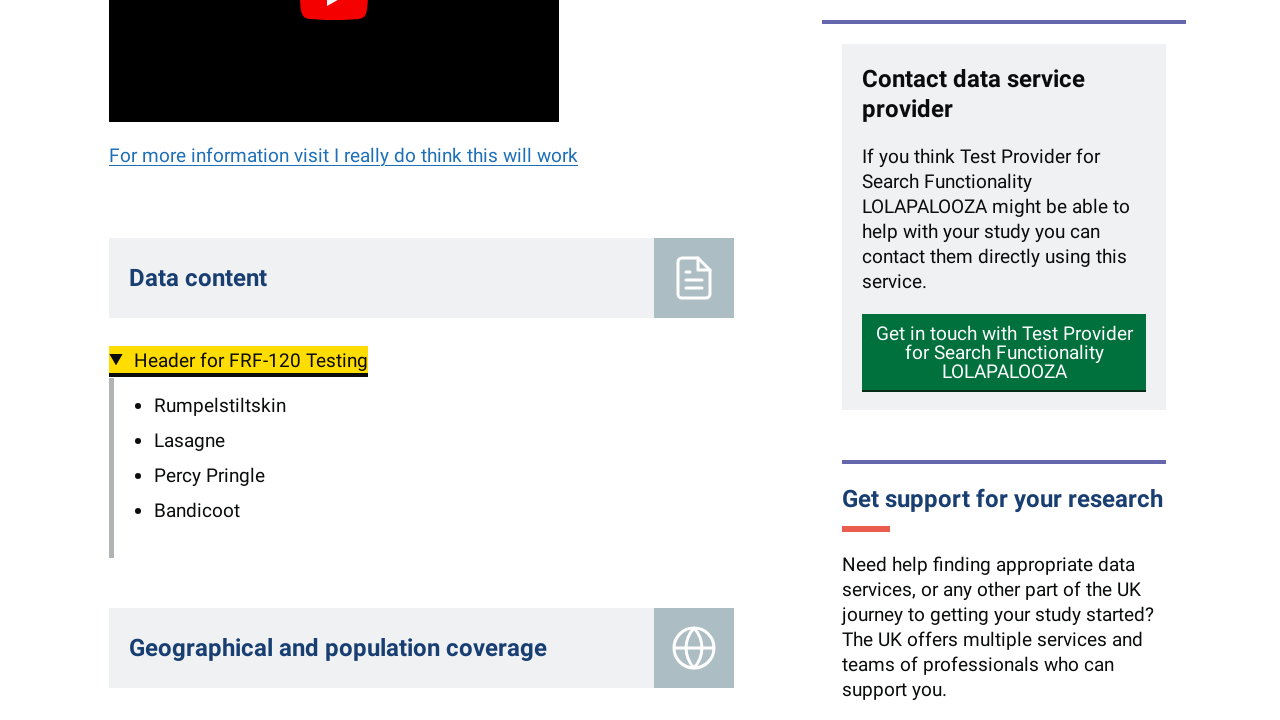 For more information visit I really do think this will work
Data content
Header for FRF-120 Testing
Rumpelstiltskin
Lasagne
Percy Pringle
Bandicoot
Geographical and population coverage
Contact data service
provider
If you think Test Provider for
Search Functionality
LOLAPALOOZA might be able to
help with your study you can
contact them directly using this
service.
Get in touch with Test Provider
for Search Functionality
LOLAPALOOZA
Get support for your research
Need help finding appropriate data
services, or any other part of the UK
journey to getting your study started?
The UK offers multiple services and
teams of professionals who can
support you.